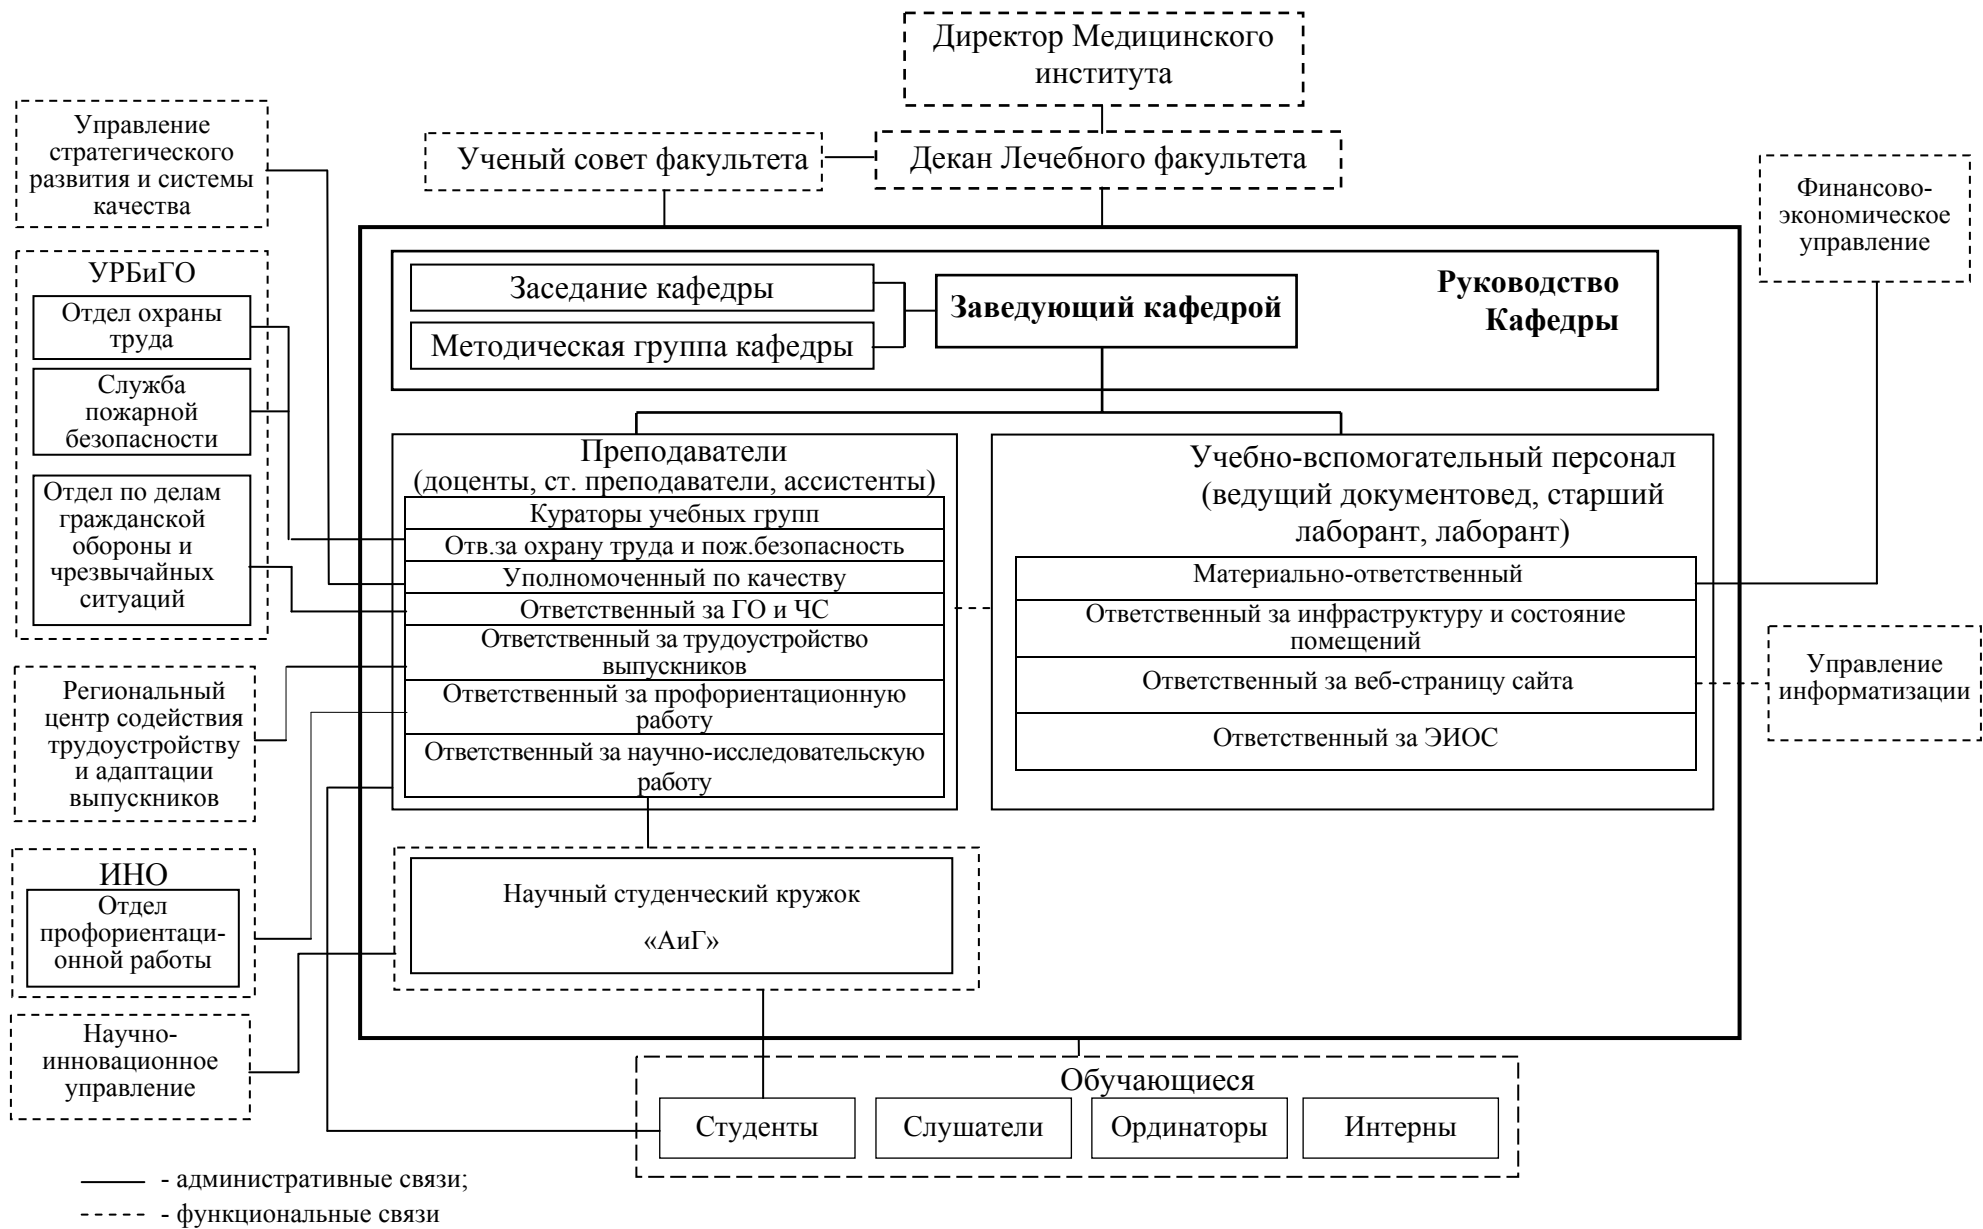 Директор Медицинского
института
Ученый совет факультета
Декан Лечебного факультета
Управление
стратегического
развития и системы
качества
УРБиГО
Отдел охраны
труда
Служба
пожарной
безопасности
Отдел по делам
гражданской
обороны и
чрезвычайных
ситуаций
Региональный
центр содействия
трудоустройству
и адаптации
выпускников
ИНО
Отдел
профориентаци-
онной работы
Научно-
инновационное
управление
Заседание кафедры
Методическая группа кафедры
Заведующий кафедрой
Руководство
Кафедры
Преподаватели
(доценты, ст. преподаватели, ассистенты)
Кураторы учебных групп
Отв.за охрану труда и пож.безопасность
Уполномоченный по качеству
Ответственный за ГО и ЧС
Ответственный за трудоустройство
выпускников
Ответственный за профориентационную
работу
Ответственный за научно-исследовательскую
работу
Учебно-вспомогательный персонал
(ведущий документовед, старший
лаборант, лаборант)
Материально-ответственный
Ответственный за инфраструктуру и состояние
помещений
Ответственный за веб-страницу сайта
Ответственный за ЭИОС
Финансово-
экономическое
управление
Управление
информатизации
Научный студенческий кружок
«АиГ»
Обучающиеся
Студенты
Слушатели
Ординаторы
Интерны
- административные связи;
- функциональные связи